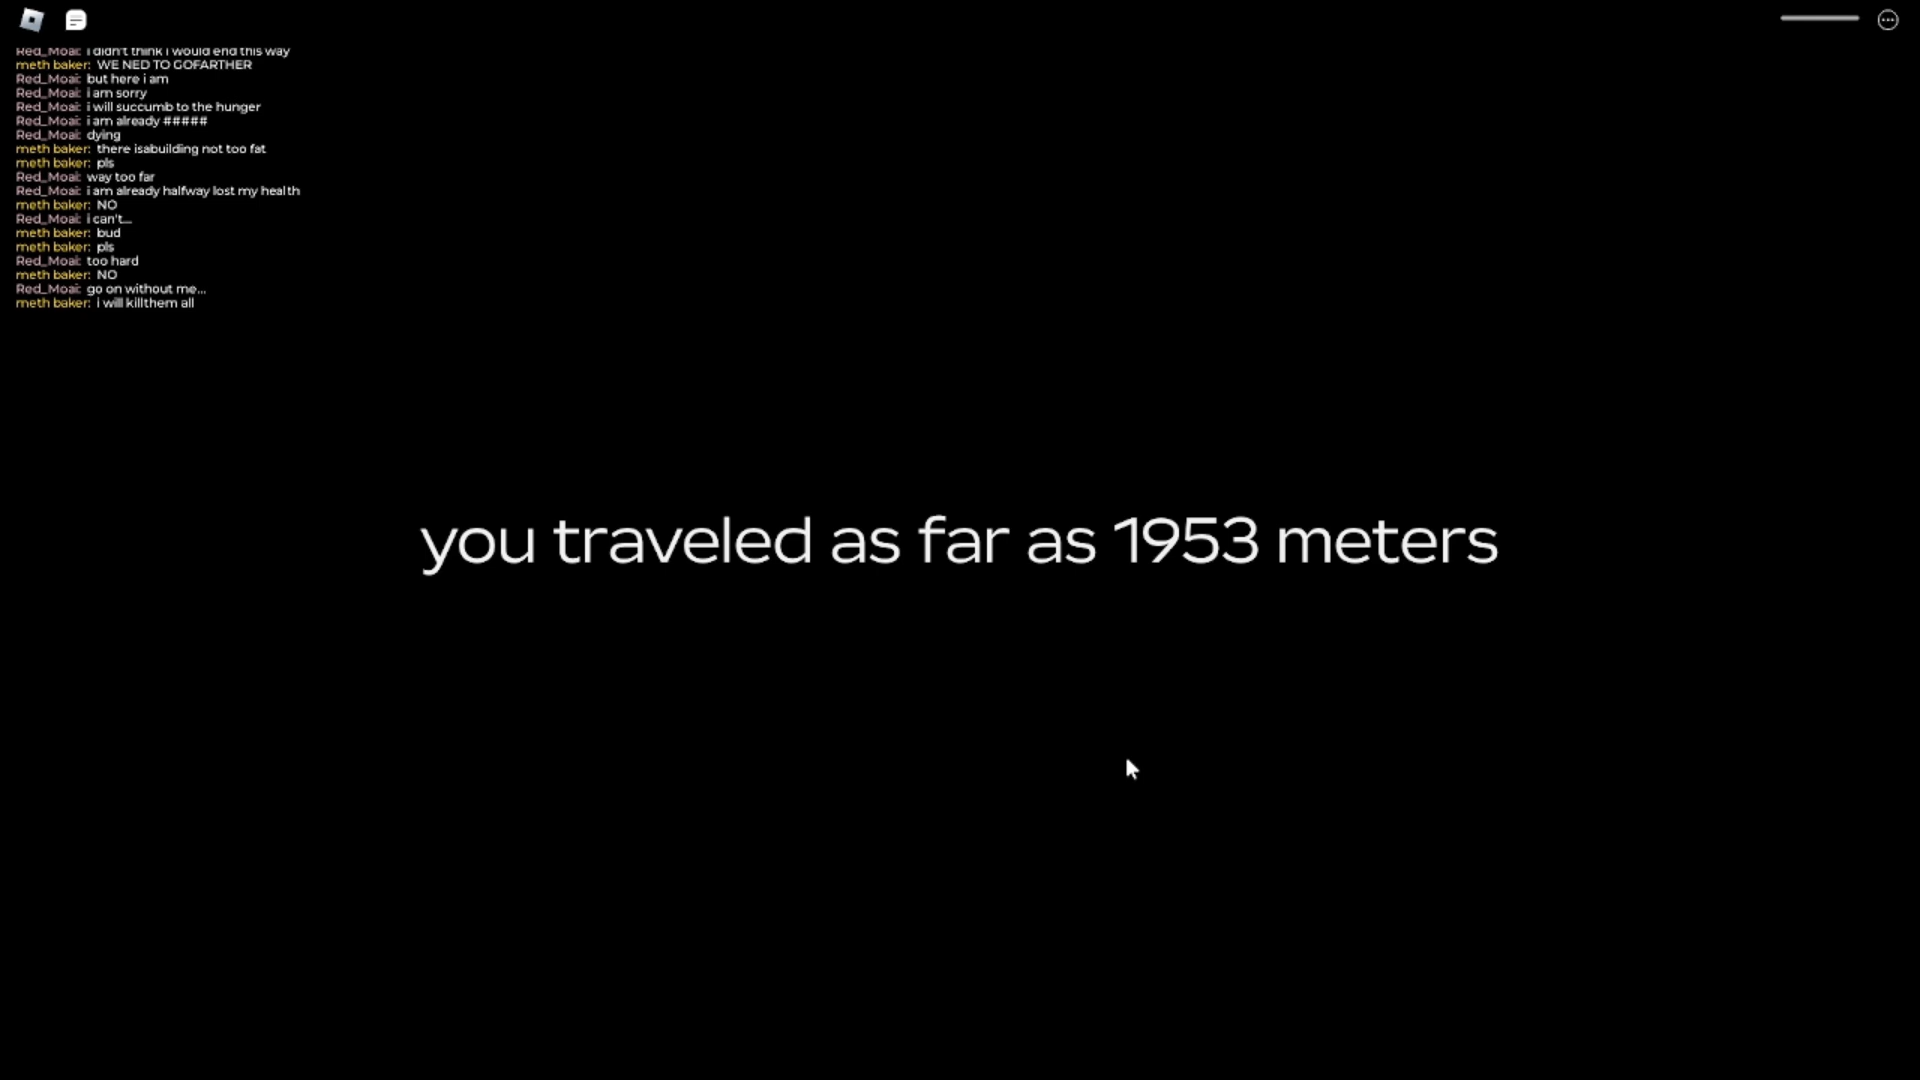 Red_Moai: i didn't think i would end this way
meth baker: WE NED TO GOFARTHER
Red_Moai: but here i am
Red_Moai: i am sorry
Red_Moai: i will succumb to the hunger
Red_Moai: i am already #####
Red_Moai: dying
meth baker: there isabuilding not too fat
meth baker: pls
Red_Moai: way too far
Red_Moai: i am already halfway lost my health
meth baker: NO
Red_Moai: i can't...
meth baker: bud
meth baker: pls
Red_Moai: too hard
meth baker: NO
Red_Moai: go on without me...
meth baker: i will killthem all
you traveled as far as 1953 meters